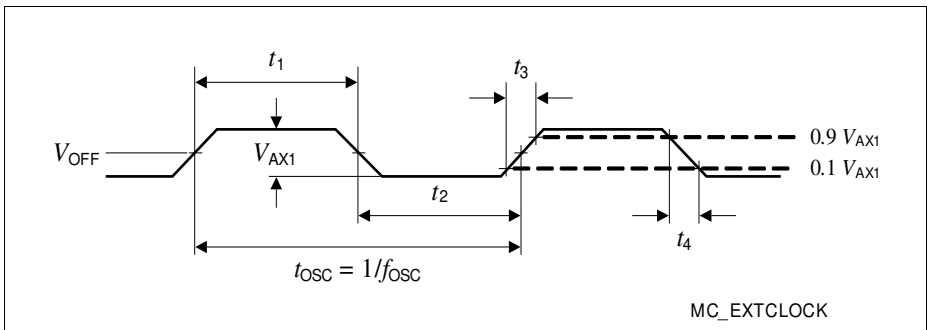 t1
t3
VOFF
VAX1
0.9 VAX1
0.1 VAX1
t2
t4
tOSC = 1/fOSC
MC_EXTCLOCK